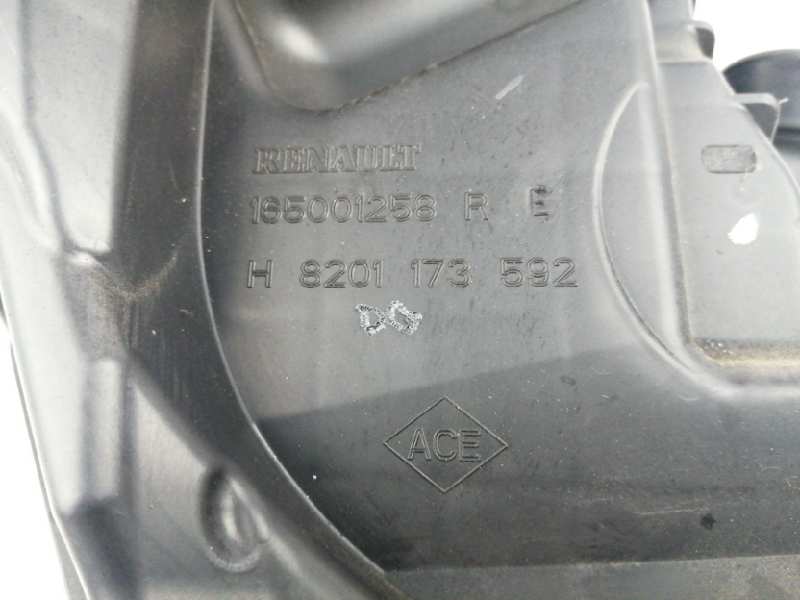 RENAULT
165001258 R E
H 8201 173 592
ACE